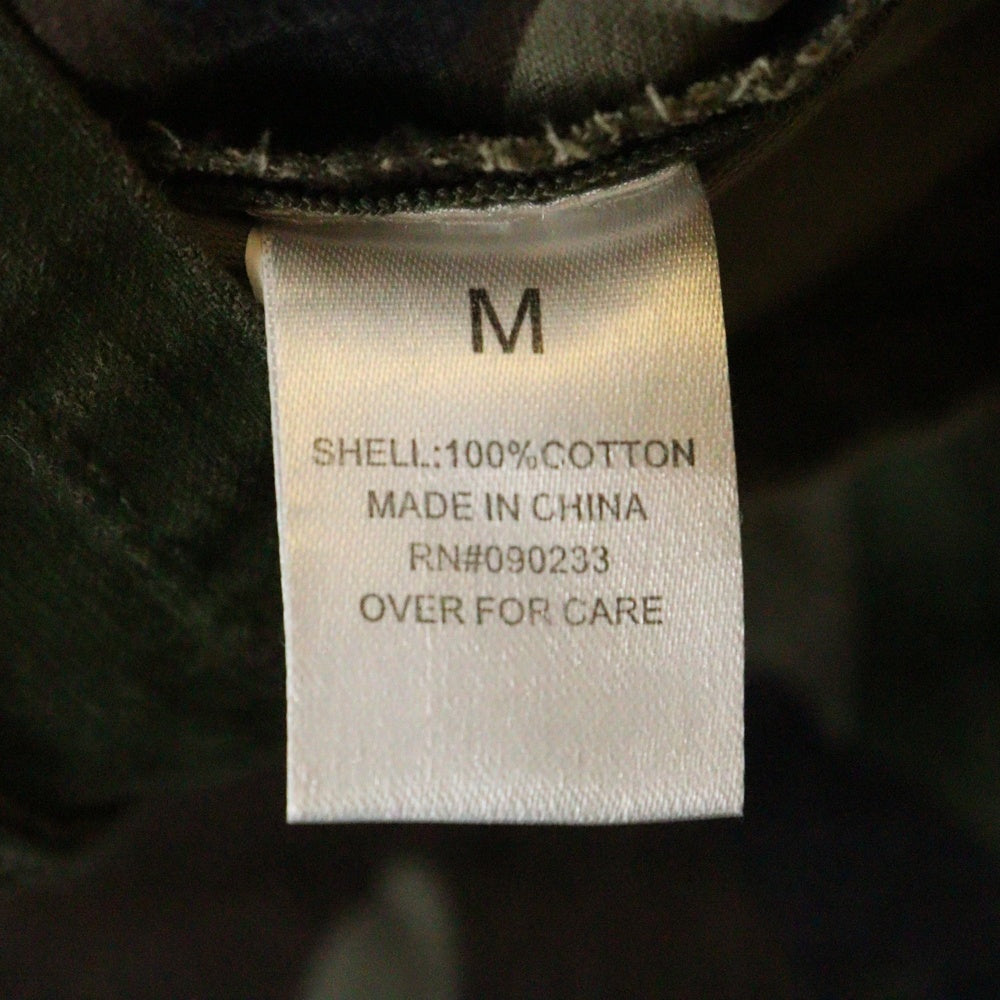 M
SHELL:100%COTTON
MADE IN CHINA
RN#090233
OVER FOR CARE